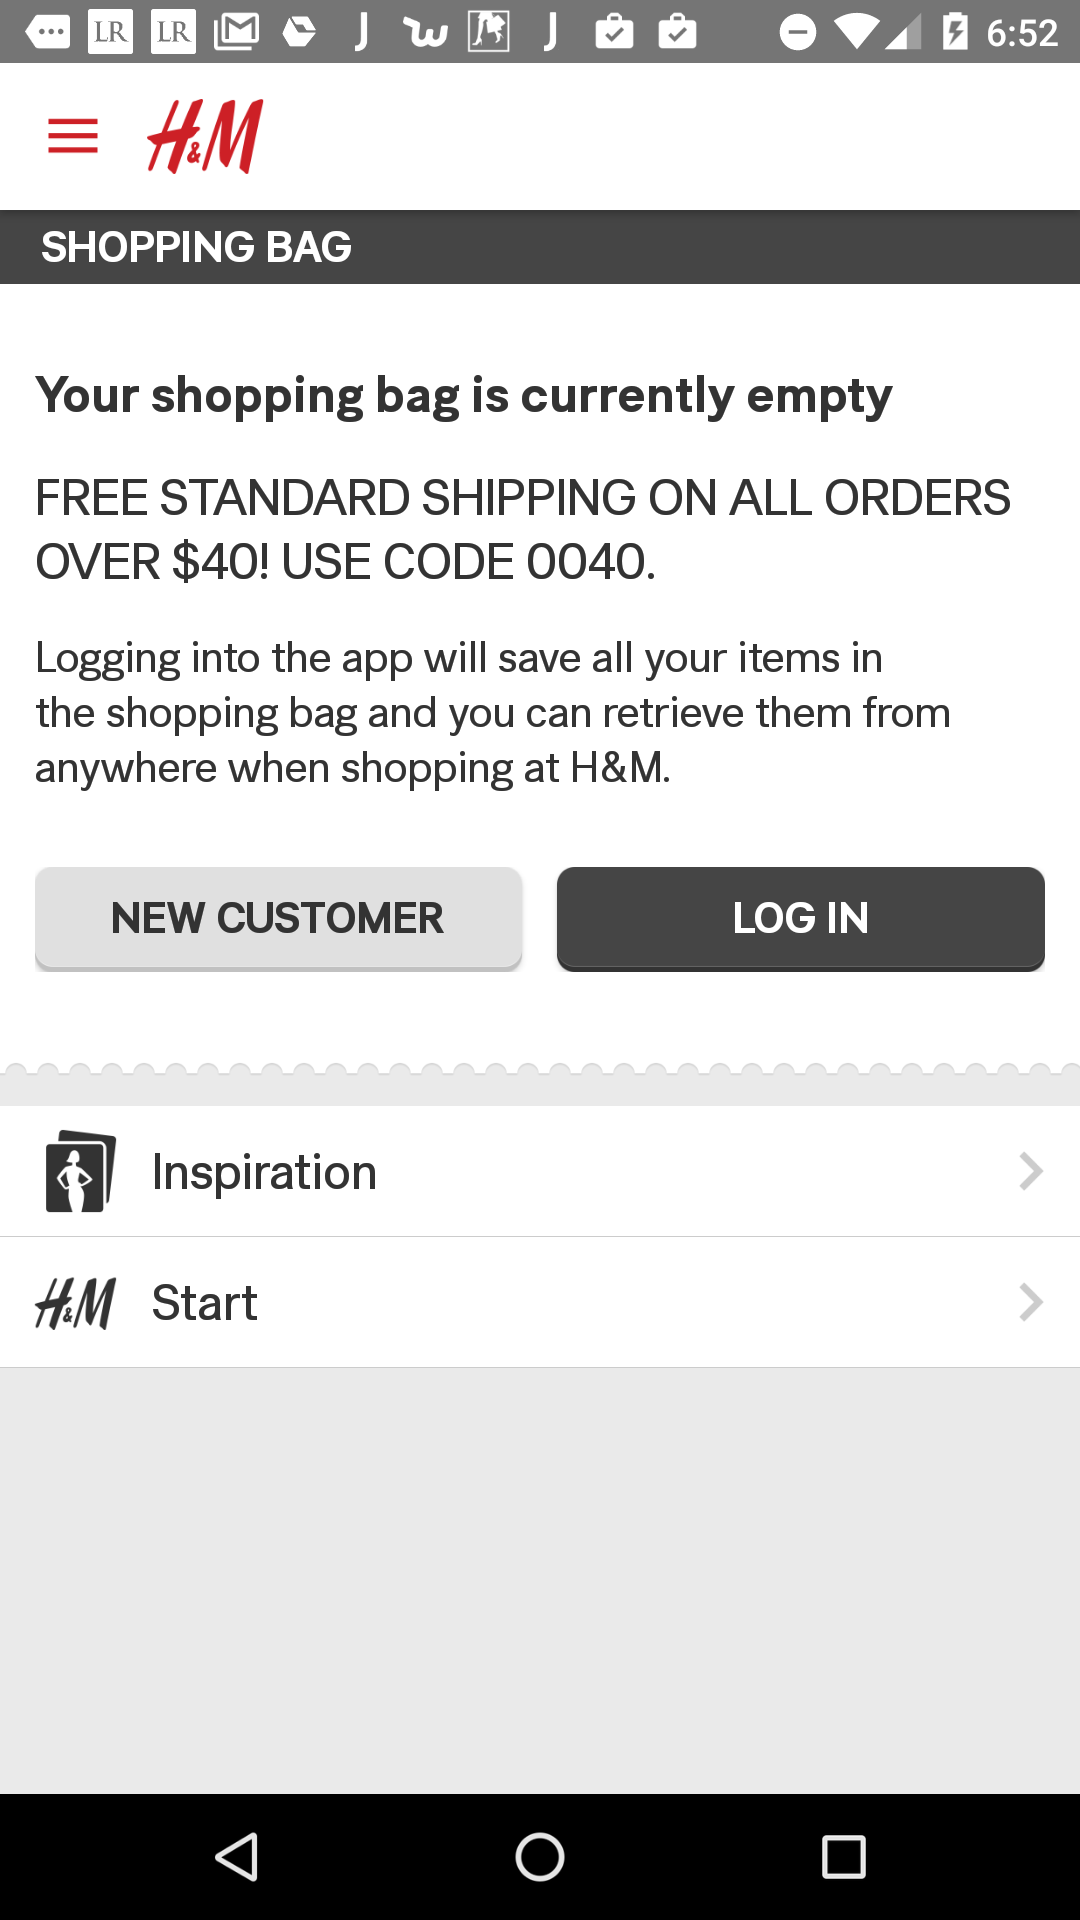 LR LR J J 6:52
H&M
SHOPPING BAG
Your shopping bag is currently empty
FREE STANDARD SHIPPING ON ALL ORDERS
OVER $40! USE CODE 0040.
Logging into the app will save all your items in
the shopping bag and you can retrieve them from
anywhere when shopping at H&M.
NEW CUSTOMER LOG IN
Inspiration
H&M Start